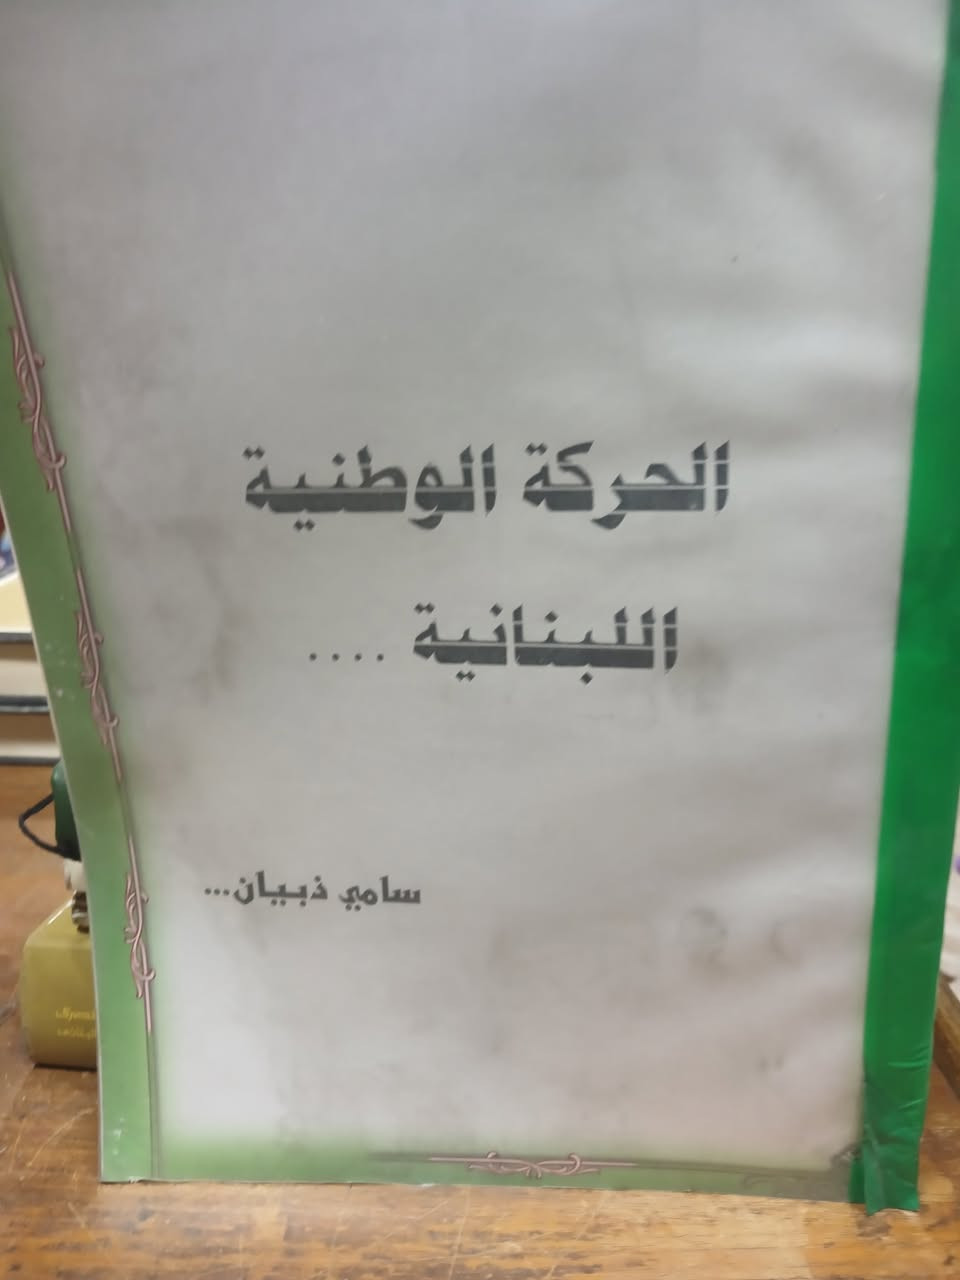 الحركة الوطنية
اللبنانية ....
سامي ذبيان...